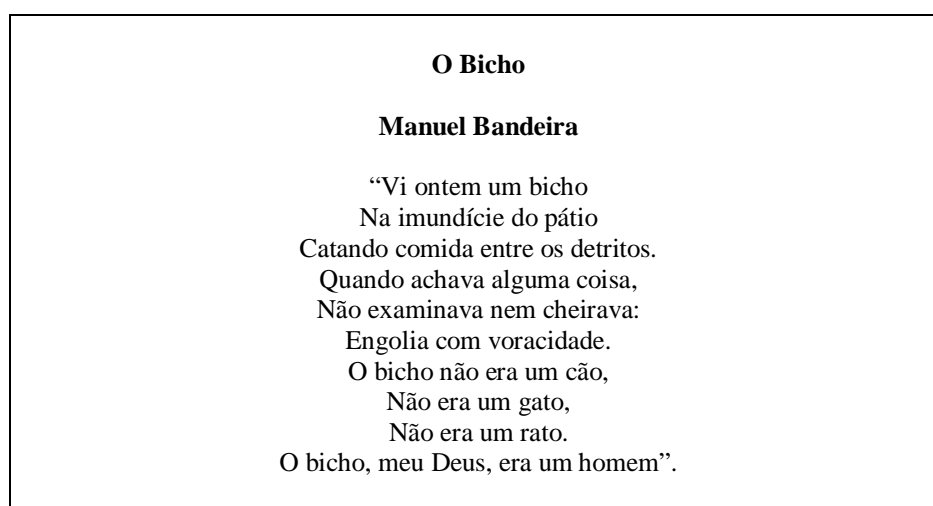 O Bicho
Manuel Bandeira
“Vi ontem um bicho
Na imundície do pátio
Catando comida entre os detritos.
Quando achava alguma coisa,
Não examinava nem cheirava:
Engolia com voracidade.
O bicho não era um cão,
Não era um gato,
Não era um rato.
O bicho, meu Deus, era um homem”.